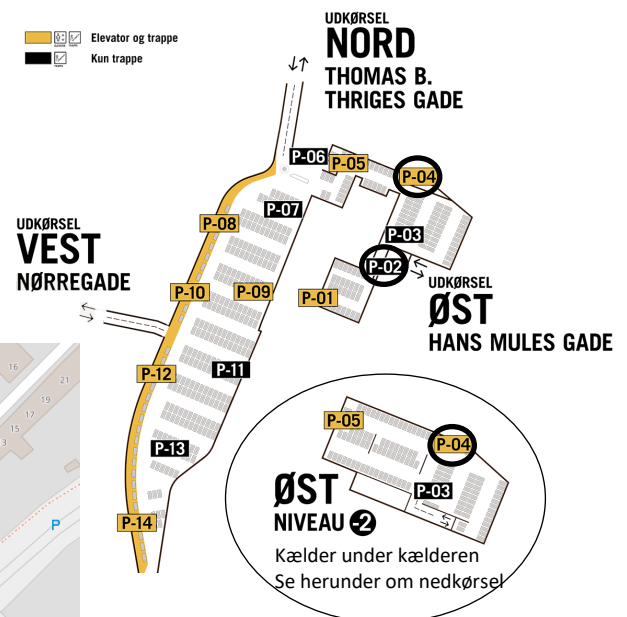 Elevator og trappe
Kun trappe
UDKØRSEL
NORD
THOMAS B.
THRIGES GADE
P-06
P-05
P-04
P-07
P-08
P-03
UDKØRSEL
VEST
NØRREGADE
P-02
P-10
P-09
P-01
UDKØRSEL
ØST
HANS MULES GADE
P-12
P-11
16
21
19
17
15
3
P-13
P-14
P
P-05
P-04
P-03
ØST
NIVEAU -2
Kælder under kælderen
Se herunder om nedkørsel